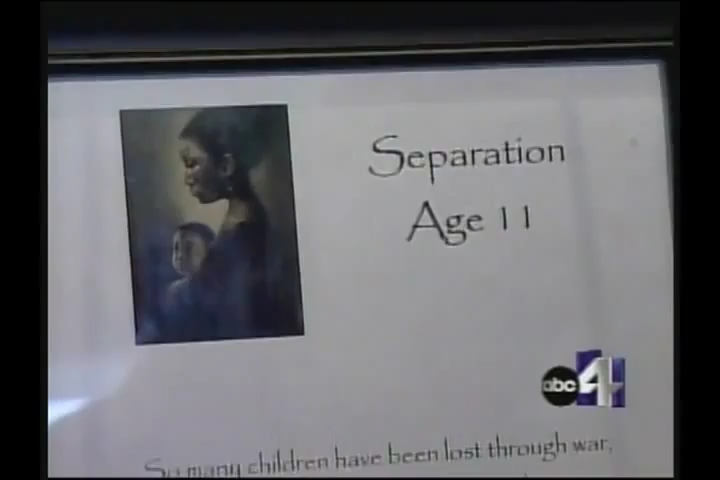 Separation
Age 11
abc 4
So many children have been lost through war,